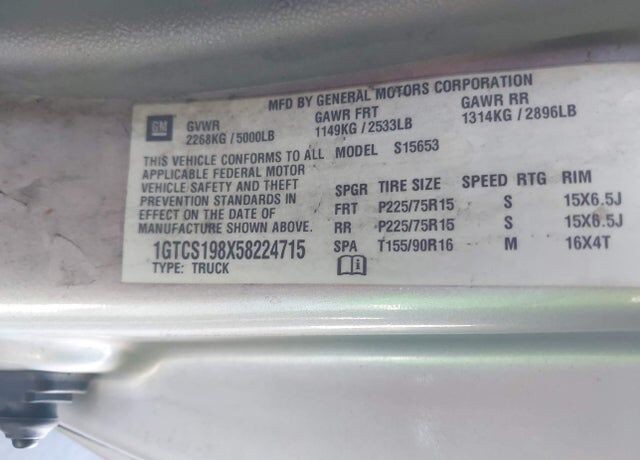 MFD BY GENERAL MOTORS CORPORATION
GM
GVWR GAWR FRT GAWR RR
2268KG / 5000LB 1149KG / 2533LB 1314KG / 2896LB
THIS VEHICLE CONFORMS TO ALL
APPLICABLE FEDERAL MOTOR
VEHICLE SAFETY AND THEFT
PREVENTION STANDARDS IN
EFFECT ON THE DATE OF
MANUFACTURE SHOWN ABOVE.
1GTCS198X58224715
TYPE: TRUCK
MODEL S15653
SPGR TIRE SIZE SPEED RTG RIM
FRT P225/75R15 S 15X6.5J
RR P225/75R15 S 15X6.5J
SPA T155/90R16 M 16X4T